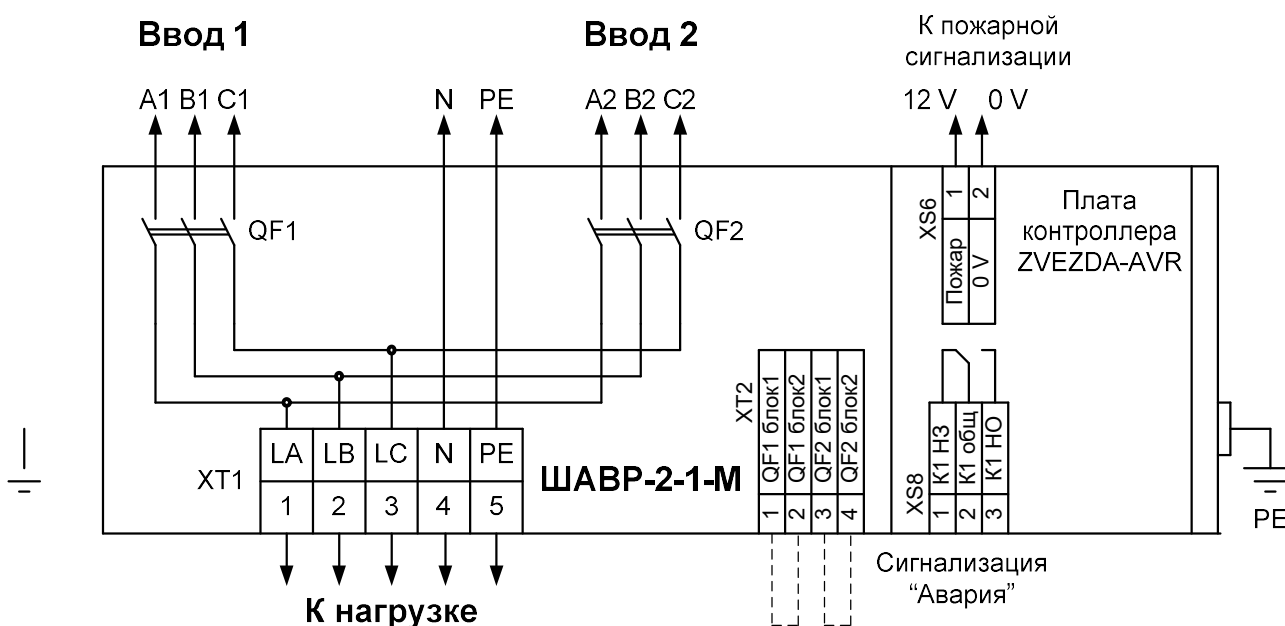 Ввод 1
Ввод 2
К пожарной
сигнализации
A1 B1 C1
N PE
A2 B2 C2
12 V 0 V
QF1
QF2
XS6
1
2
Пожар
0 V
Плата
контроллера
ZVEZDA-AVR
XT1
LA LB LC N PE
1 2 3 4 5
ШАВР-2-1-М
XT2
QF1 блок1
QF1 блок2
QF2 блок1
QF2 блок2
1 2 3 4
XS8
К1 НЗ
К1 общ
К1 НО
1 2 3
PE
К нагрузке
Сигнализация
“Авария”